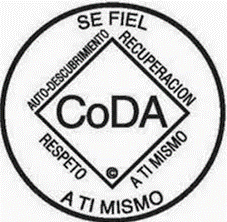 SE FIEL
AUTO-DESCUBRIMIENTO
RECUPERACION
CoDA
RESPETO
A TI MISMO
©
A TI MISMO